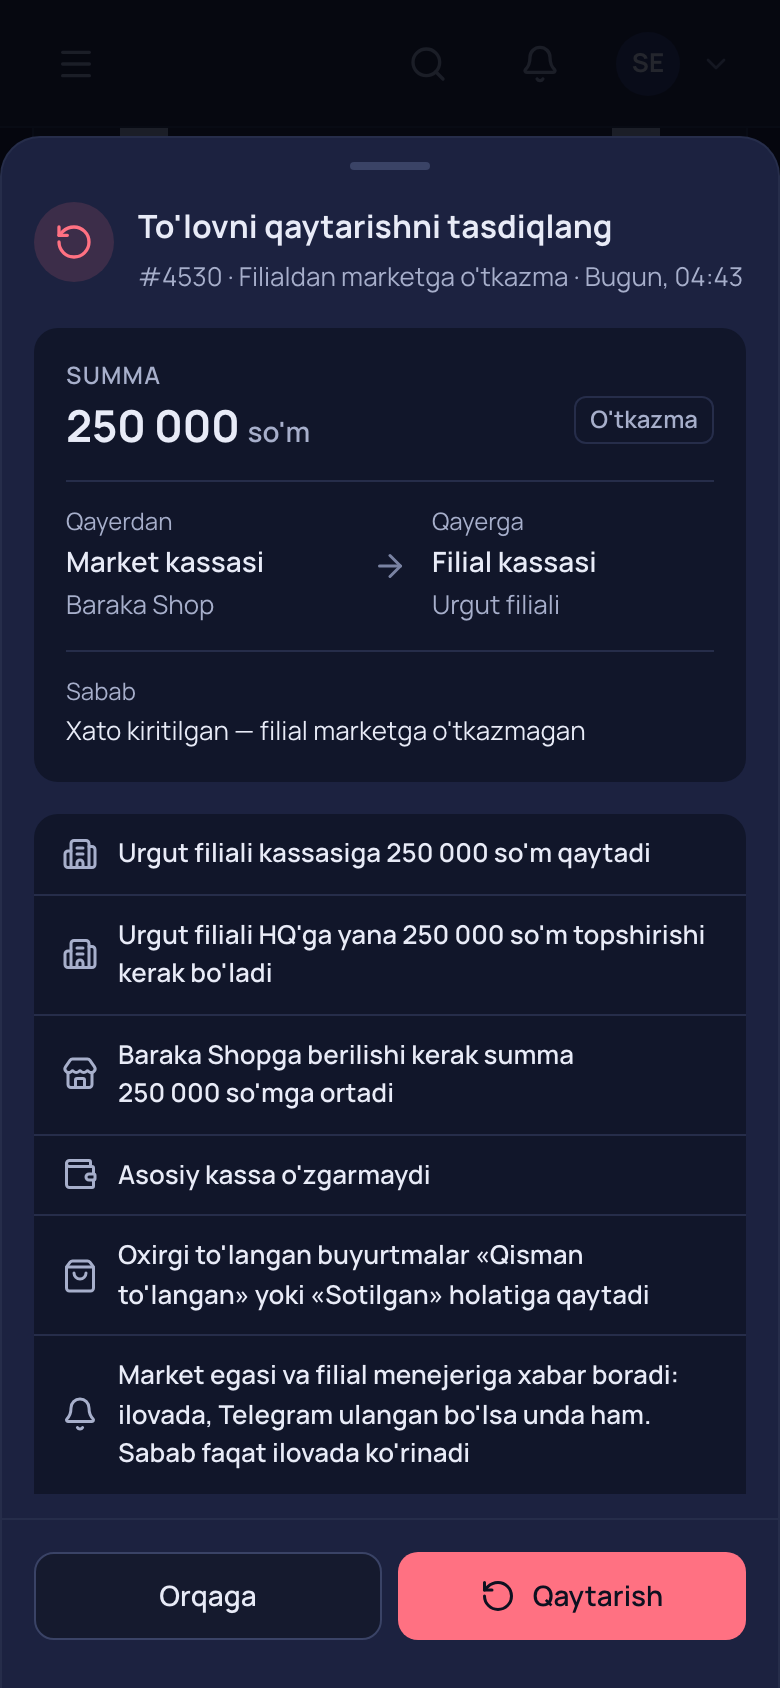 SE
To'lovni qaytarishni tasdiqlang
#4530 · Filialdan marketga o'tkazma · Bugun, 04:43
SUMMA
250 000 so'm
O'tkazma
Qayerdan
Market kassasi
Baraka Shop
Qayerga
Filial kassasi
Urgut filiali
Sabab
Xato kiritilgan — filial marketga o'tkazmagan
Urgut filiali kassasiga 250 000 so'm qaytadi
Urgut filiali HQ'ga yana 250 000 so'm topshirishi
kerak bo'ladi
Baraka Shopga berilishi kerak summa
250 000 so'mga ortadi
Asosiy kassa o'zgarmaydi
Oxirgi to'langan buyurtmalar «Qisman
to'langan» yoki «Sotilgan» holatiga qaytadi
Market egasi va filial menejeriga xabar boradi:
ilovada, Telegram ulangan bo'lsa unda ham.
Sabab faqat ilovada ko'rinadi
Orqaga
Qaytarish